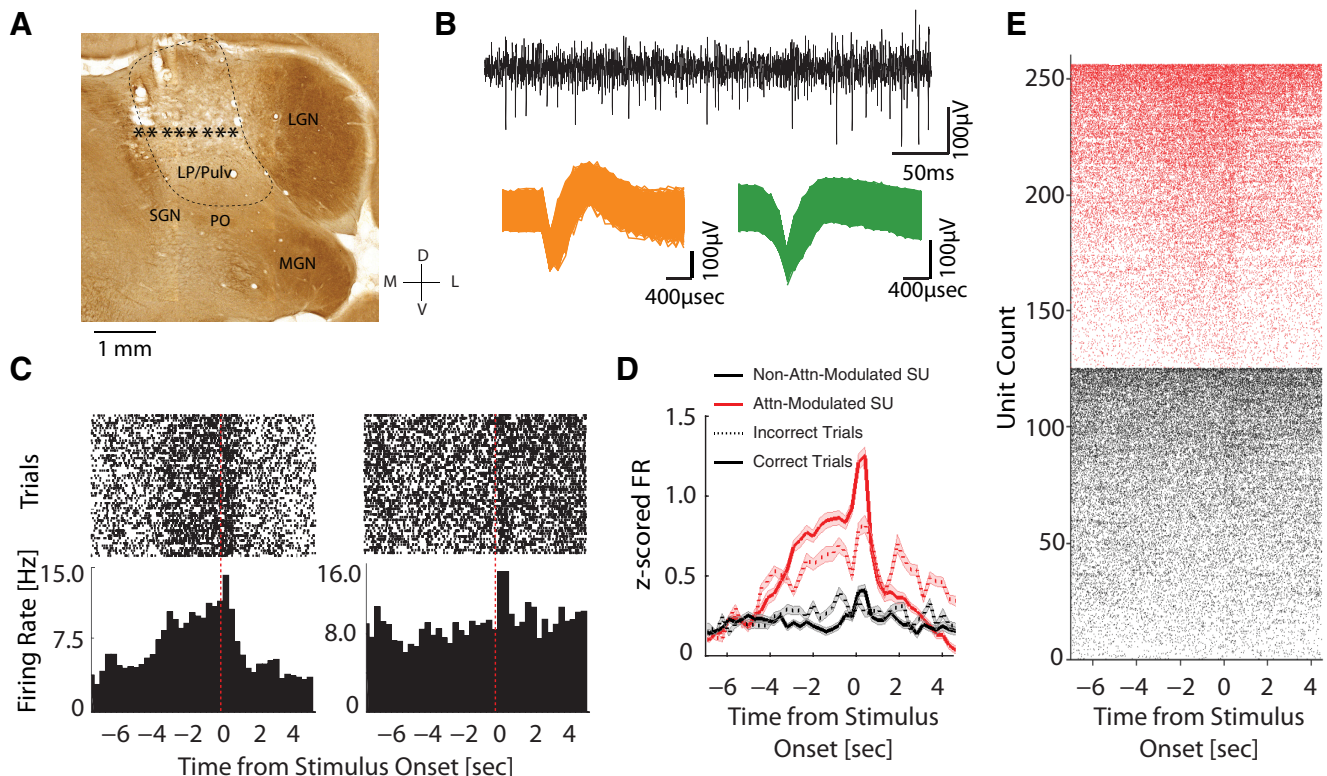 A
LGN
*** *** ***
LP/Pulv
SGN
PO
MGN
D
M
L
V
1 mm
B
100µV
50ms
100µV
400µsec
100µV
400µsec
C
Trials
Firing Rate [Hz]
15.0
7.5
0
16.0
8.0
0
−6 −4 −2 0 2 4
−6 −4 −2 0 2 4
Time from Stimulus Onset [sec]
D
Non-Attn-Modulated SU
Attn-Modulated SU
Incorrect Trials
Correct Trials
z-scored FR
1.5
1.0
0.5
0
−6 −4 −2 0 2 4
Time from Stimulus
Onset [sec]
E
Unit Count
250
200
150
100
50
0
−6 −4 −2 0 2 4
Time from Stimulus
Onset [sec]